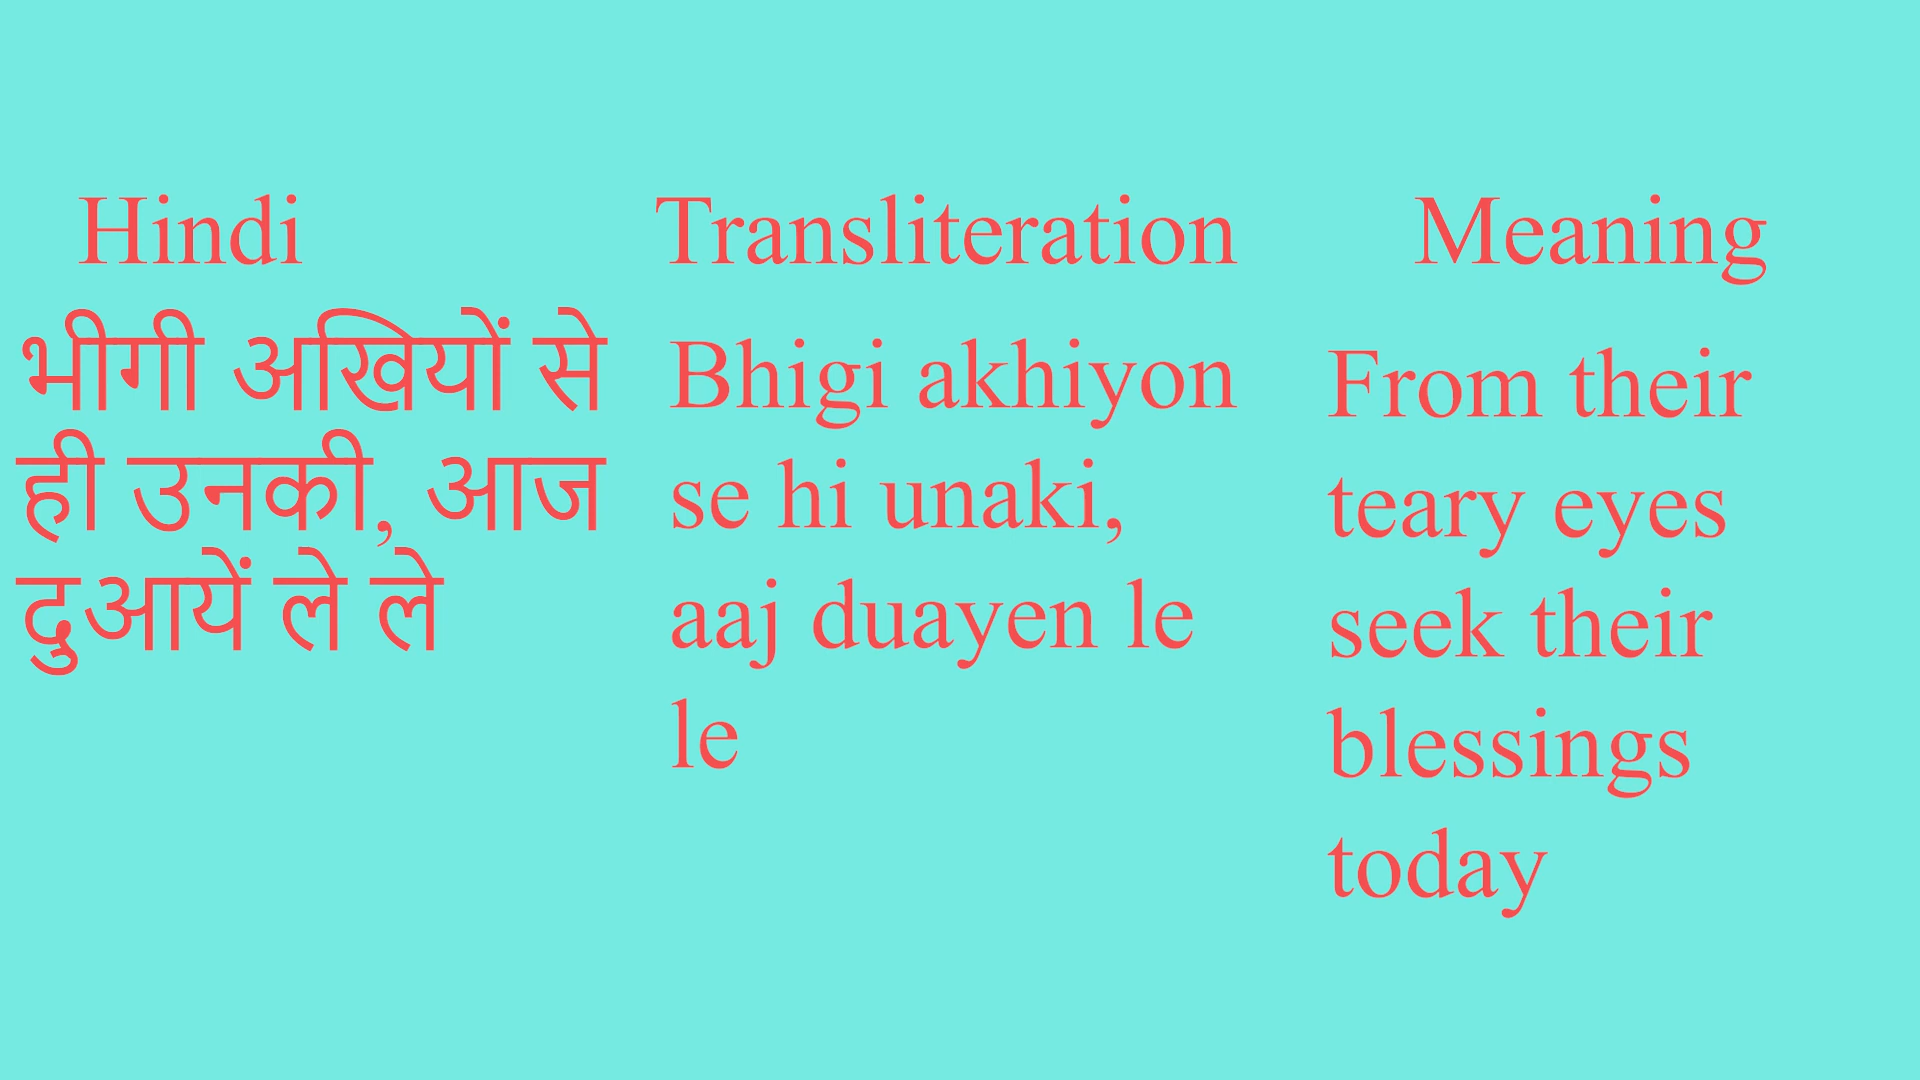 Hindi
भीगी अखियों से
ही उनकी, आज
दुआयें ले ले
Transliteration
Bhigi akhiyon
se hi unaki,
aaj duayen le
le
Meaning
From their
teary eyes
seek their
blessings
today